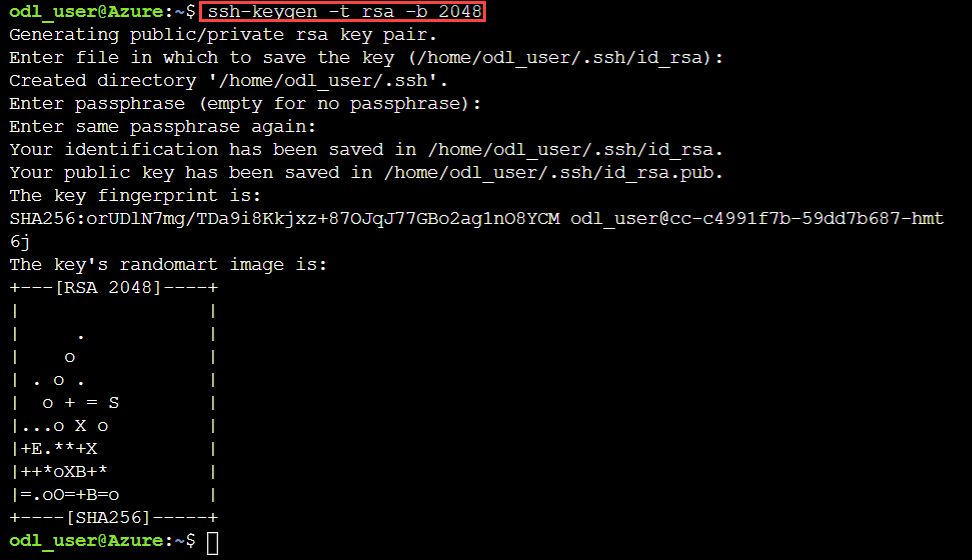 odl_user@Azure:~$ ssh-keygen -t rsa -b 2048
Generating public/private rsa key pair.
Enter file in which to save the key (/home/odl_user/.ssh/id_rsa):
Created directory '/home/odl_user/.ssh'.
Enter passphrase (empty for no passphrase):
Enter same passphrase again:
Your identification has been saved in /home/odl_user/.ssh/id_rsa.
Your public key has been saved in /home/odl_user/.ssh/id_rsa.pub.
The key fingerprint is:
SHA256:orUDlN7mg/TDa9i8Kkjxz+87OJqJ77GBo2ag1nO8YCM odl_user@cc-c4991f7b-59dd7b687-hmt
6j
The key's randomart image is:
+---[RSA 2048]----+
|                 |
|     .           |
|    o            |
| . o .           |
|  o + = S        |
|...o X o         |
|+E.**+X          |
|++*oXB+*         |
|=.oO=+B=o        |
+----[SHA256]-----+
odl_user@Azure:~$